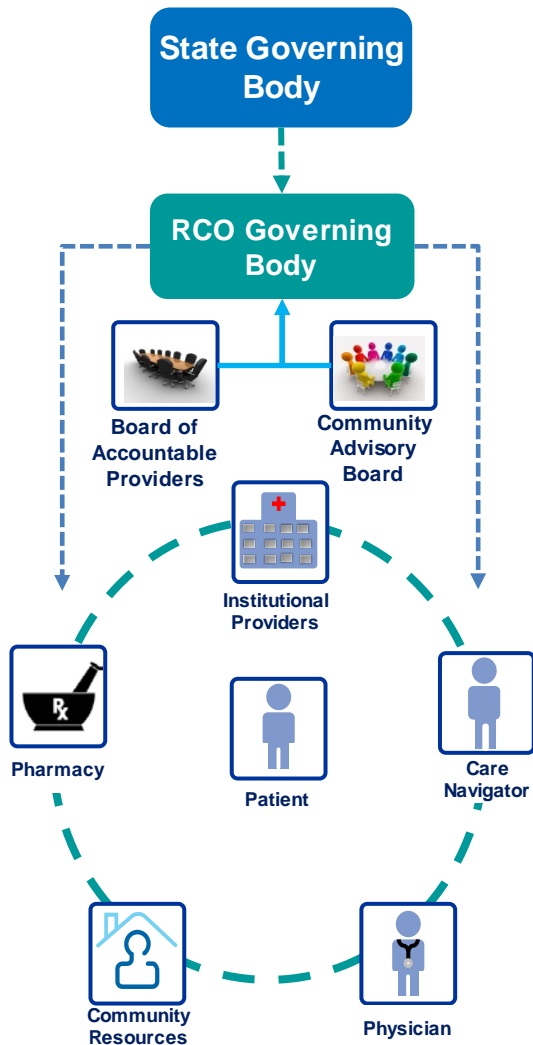 State Governing
Body
RCO Governing
Body
Board of
Accountable
Providers
Community
Advisory
Board
Institutional
Providers
Rx
Pharmacy
Patient
Care
Navigator
Community
Resources
Physician